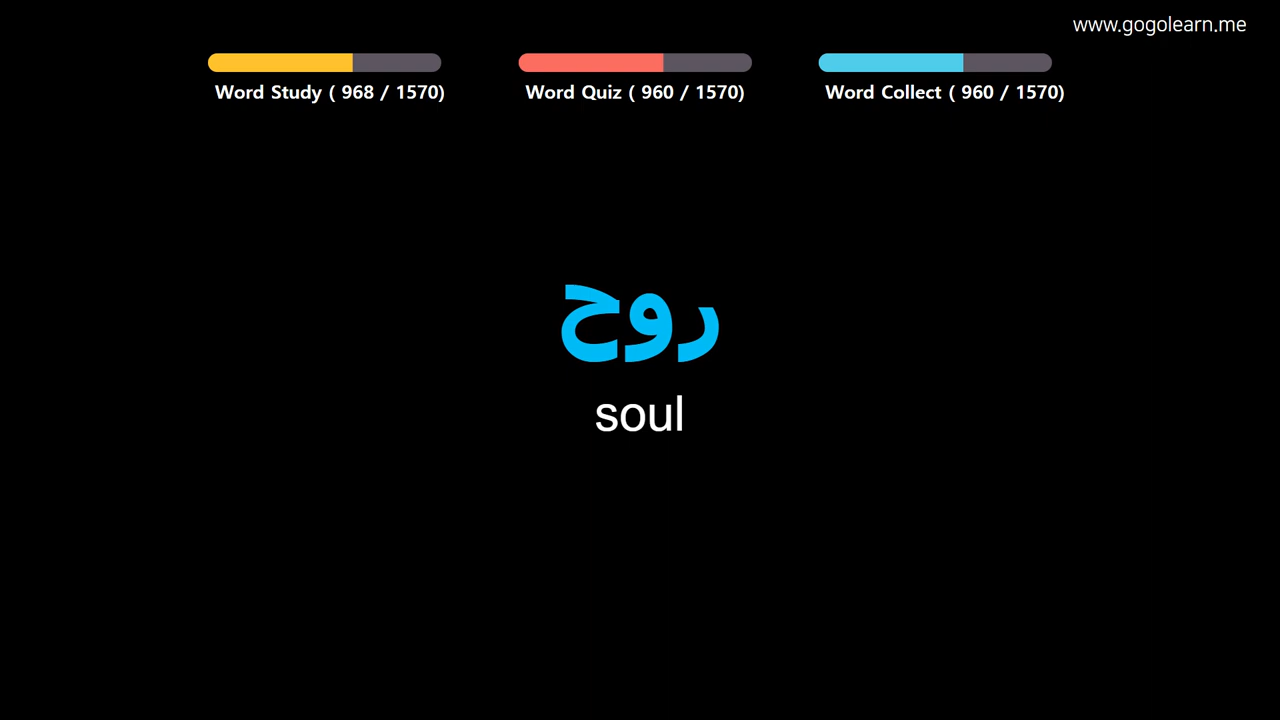 www.gogolearn.me
Word Study ( 968 / 1570)
Word Quiz ( 960 / 1570)
Word Collect ( 960 / 1570)
روح
soul